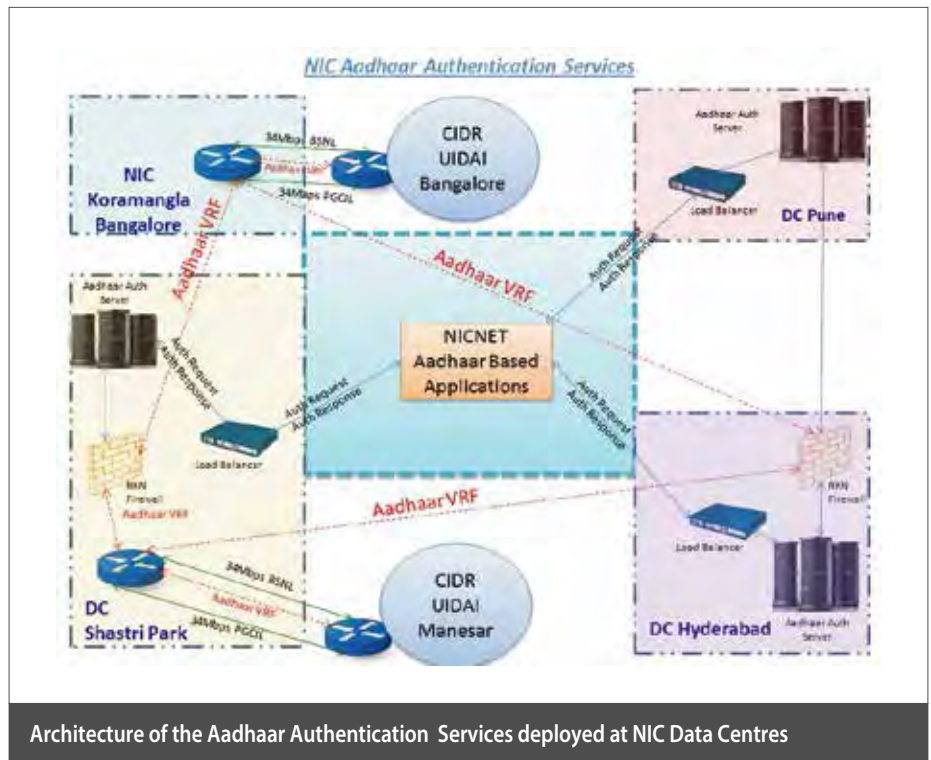 NIC Aadhaar Authentication Services
34Mbps BSNL
Aadhaar VRF
34Mbps PGCIL
NIC
Koramangla
Bangalore
CIDR
UIDAI
Bangalore
Aadhaar Auth
Server
Load Balancer
DC Pune
Aadhaar VRF
Aadhaar VRF
Auth Request
Auth Response
Aadhaar Auth
Server
Auth Request
Auth Response
NICNET
Aadhaar Based
Applications
Auth Request
Auth Response
Auth Request
Auth Response
Load Balancer
Firewall
Aadhaar VRF
Aadhaar VRF
Firewall
Load Balancer
34Mbps BSNL
Aadhaar VRF
34Mbps PGCIL
DC
Shastri Park
CIDR
UIDAI
Manesar
DC Hyderabad
Aadhaar Auth
Server
Architecture of the Aadhaar Authentication Services deployed at NIC Data Centres